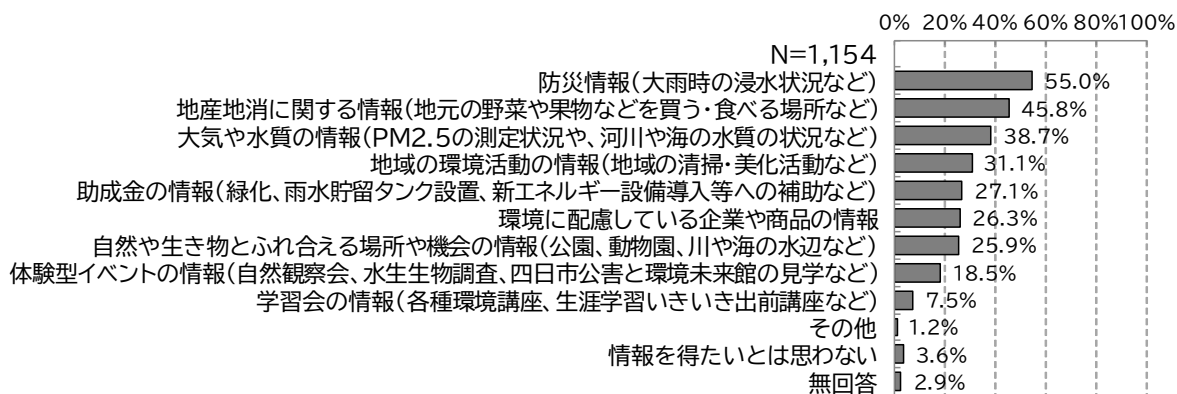 0% 20% 40% 60% 80% 100%
N=1,154
防災情報(大雨時の浸水状況など) 55.0%
地産地消に関する情報(地元の野菜や果物などを買う・食べる場所など) 45.8%
大気や水質の情報(PM2.5の測定状況や、河川や海の水質の状況など) 38.7%
地域の環境活動の情報(地域の清掃・美化活動など) 31.1%
助成金の情報(緑化、雨水貯留タンク設置、新エネルギー設備導入等への補助など) 27.1%
環境に配慮している企業や商品の情報 26.3%
自然や生き物とふれ合える場所や機会の情報(公園、動物園、川や海の水辺など) 25.9%
体験型イベントの情報(自然観察会、水生生物調査、四日市公害と環境未来館の見学など) 18.5%
学習会の情報(各種環境講座、生涯学習いきいき出前講座など) 7.5%
その他 1.2%
情報を得たいとは思わない 3.6%
無回答 2.9%